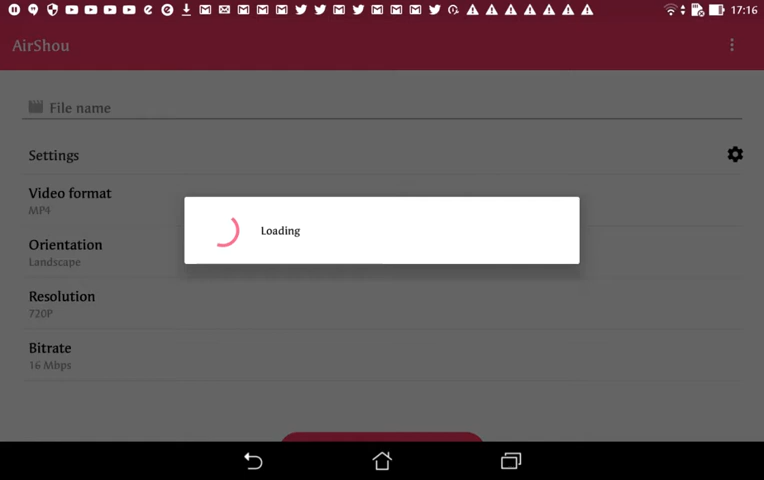 17:16
AirShou
File name
Settings
Video format
MP4
Loading
Orientation
Landscape
Resolution
720P
Bitrate
16 Mbps